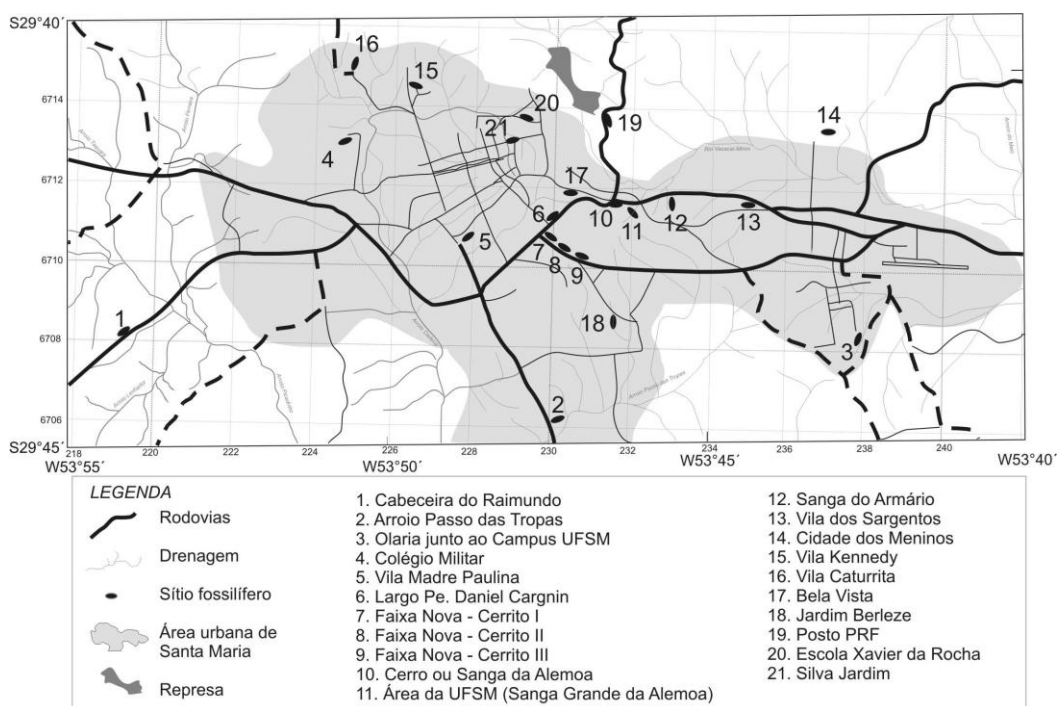 S29°40´
6714
6712
6710
6708
6706
S29°45´
16
15
20
21
4
19
14
17
6
10
11
12
13
5
7
8
9
1
18
3
2
Arroio Passo das Tropas
218
220
222
224
226
228
230
232
234
236
238
240
W53°55´
W53°50´
W53°45´
W53°40´
LEGENDA
Rodovias
Drenagem
Sítio fossilífero
Área urbana de
Santa Maria
Represa
1. Cabeceira do Raimundo
2. Arroio Passo das Tropas
3. Olaria junto ao Campus UFSM
4. Colégio Militar
5. Vila Madre Paulina
6. Largo Pe. Daniel Cargnin
7. Faixa Nova - Cerrito I
8. Faixa Nova - Cerrito II
9. Faixa Nova - Cerrito III
10. Cerro ou Sanga da Alemoa
11. Área da UFSM (Sanga Grande da Alemoa)
12. Sanga do Armário
13. Vila dos Sargentos
14. Cidade dos Meninos
15. Vila Kennedy
16. Vila Caturrita
17. Bela Vista
18. Jardim Berleze
19. Posto PRF
20. Escola Xavier da Rocha
21. Silva Jardim